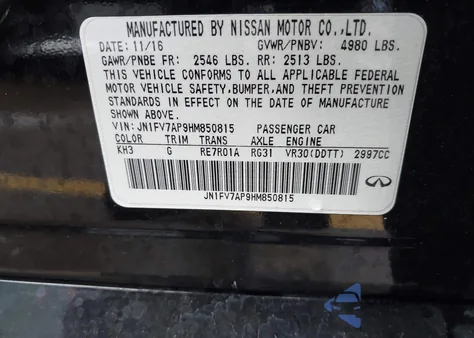 MANUFACTURED BY NISSAN MOTOR CO.,LTD.
DATE: 11/16 GVWR/PNBV: 4980 LBS.
GAWR/PNBE FR: 2546 LBS. RR: 2513 LBS.
THIS VEHICLE CONFORMS TO ALL APPLICABLE FEDERAL
MOTOR VEHICLE SAFETY,BUMPER,AND THEFT PREVENTION
STANDARDS IN EFFECT ON THE DATE OF MANUFACTURE
SHOWN ABOVE.
VIN: JN1FV7AP9HM850815 PASSENGER CAR
COLOR TRIM TRANS AXLE ENGINE
KH3 G RE7R01A RG31 VR30(DDTT) 2997CC
JN1FV7AP9HM850815